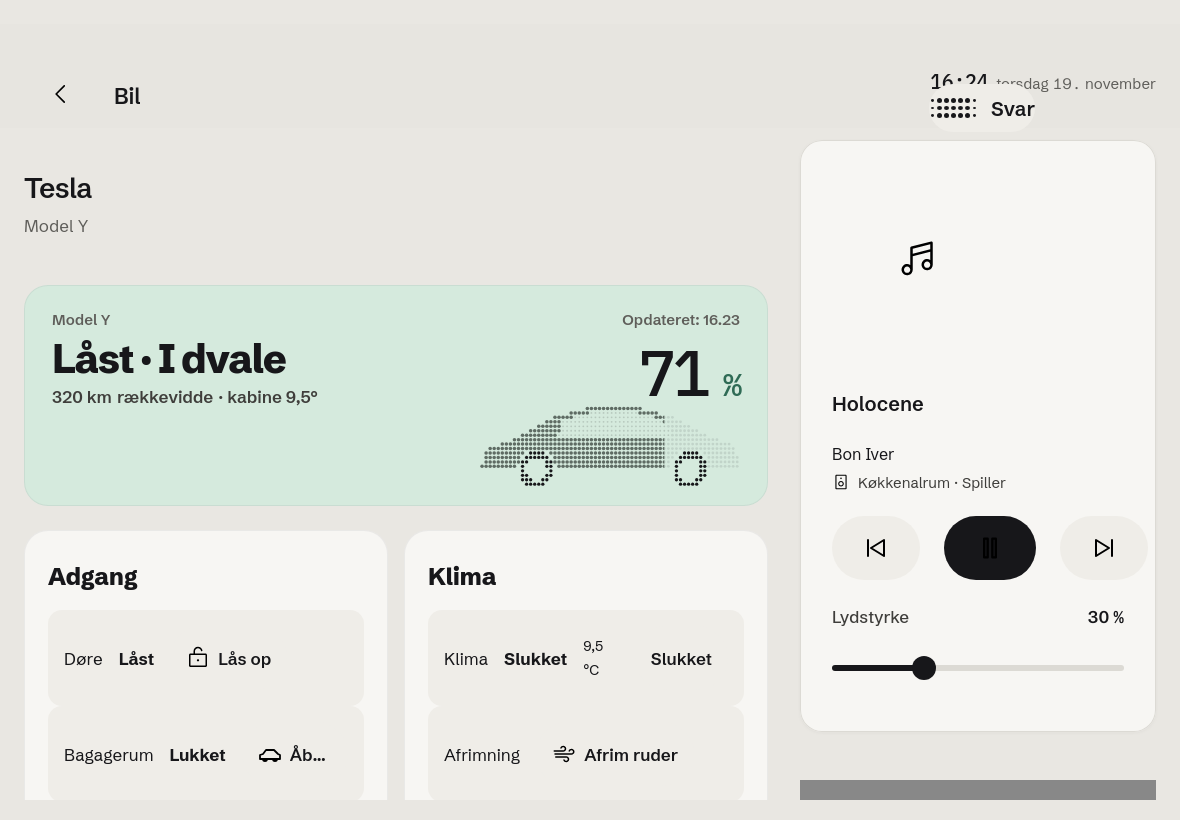 Bil
16:24 torsdag 19. november
Svar
Tesla
Model Y
Model Y
Opdateret: 16.23
Låst · I dvale
71 %
320 km rækkevidde · kabine 9,5°
Adgang
Døre Låst Lås op
Bagagerum Lukket Åb...
Klima
Klima Slukket 9,5 °C Slukket
Afrimning Afrim ruder
Holocene
Bon Iver
Køkkenalrum · Spiller
Lydstyrke 30 %